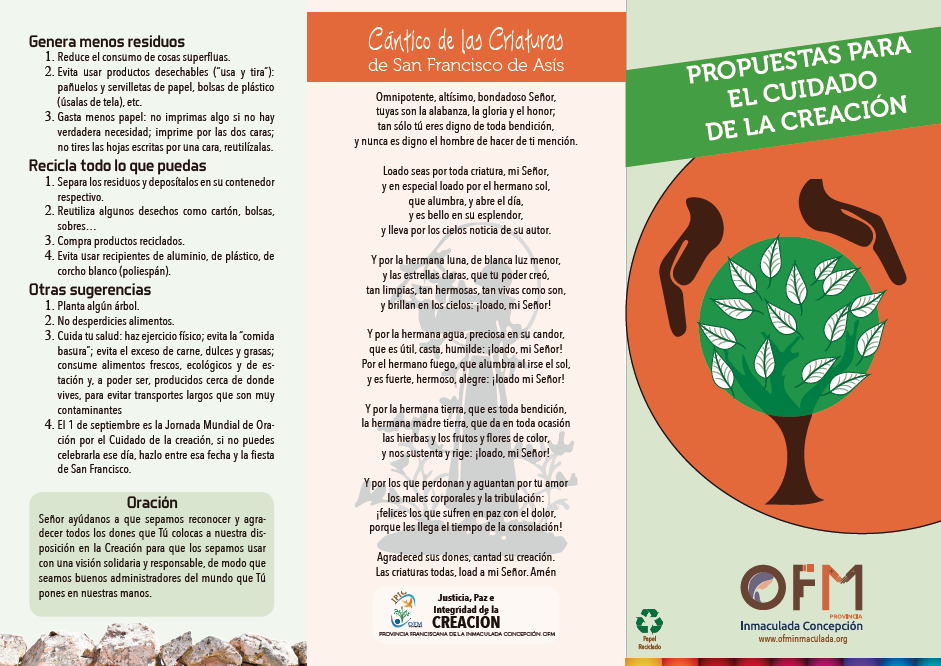 Genera menos residuos
1. Reduce el consumo de cosas superfluas.
2. Evita usar productos desechables (“usa y tira”):
pañuelos y servilletas de papel, bolsas de plástico
(úsalas de tela), etc.
3. Gasta menos papel: no imprimas algo si no hay
verdadera necesidad; imprime por las dos caras;
no tires las hojas escritas por una cara, reutilízalas.
Recicla todo lo que puedas
1. Separa los residuos y deposítalos en su contenedor
respectivo.
2. Reutiliza algunos desechos como cartón, bolsas,
sobres…
3. Compra productos reciclados.
4. Evita usar recipientes de aluminio, de plástico, de
corcho blanco (poliespán).
Otras sugerencias
1. Planta algún árbol.
2. No desperdicies alimentos.
3. Cuida tu salud: haz ejercicio físico; evita la “comida
basura”; evita el exceso de carne, dulces y grasas;
consume alimentos frescos, ecológicos y de es-
tación y, a poder ser, producidos cerca de donde
vives, para evitar transportes largos que son muy
contaminantes
4. El 1 de septiembre es la Jornada Mundial de Ora-
ción por el Cuidado de la creación, si no puedes
celebrarla ese día, hazlo entre esa fecha y la fiesta
de San Francisco.
Oración
Señor ayúdanos a que sepamos reconocer y agra-
decer todos los dones que Tú colocas a nuestra dis-
posición en la Creación para que los sepamos usar
con una visión solidaria y responsable, de modo que
seamos buenos administradores del mundo que Tú
pones en nuestras manos.
Cántico de las Criaturas
de San Francisco de Asís
Omnipotente, altísimo, bondadoso Señor,
tuyas son la alabanza, la gloria y el honor;
tan sólo tú eres digno de toda bendición,
y nunca es digno el hombre de hacer de ti mención.
Loado seas por toda criatura, mi Señor,
y en especial loado por el hermano sol,
que alumbra, y abre el día,
y es bello en su esplendor,
y lleva por los cielos noticia de su autor.
Y por la hermana luna, de blanca luz menor,
y las estrellas claras, que tu poder creó,
tan limpias, tan hermosas, tan vivas como son,
y brillan en los cielos: ¡loado, mi Señor!
Y por la hermana agua, preciosa en su candor,
que es útil, casta, humilde: ¡loado, mi Señor!
Por el hermano fuego, que alumbra al irse el sol,
y es fuerte, hermoso, alegre: ¡loado mi Señor!
Y por la hermana tierra, que es toda bendición,
la hermana madre tierra, que da en toda ocasión
las hierbas y los frutos y flores de color,
y nos sustenta y rige: ¡loado, mi Señor!
Y por los que perdonan y aguantan por tu amor
los males corporales y la tribulación:
¡felices los que sufren en paz con el dolor,
porque les llega el tiempo de la consolación!
Agradeced sus dones, cantad su creación.
Las criaturas todas, load a mi Señor. Amén
JPIC
OFM
Justicia, Paz e
Integridad de la
CREACIÓN
PROVINCIA FRANCISCANA DE LA INMACULADA CONCEPCIÓN. OFM
PROPUESTAS PARA
EL CUIDADO
DE LA CREACIÓN
OFM
PROVINCIA
Inmaculada Concepción
www.ofminmaculada.org
Papel
Reciclado